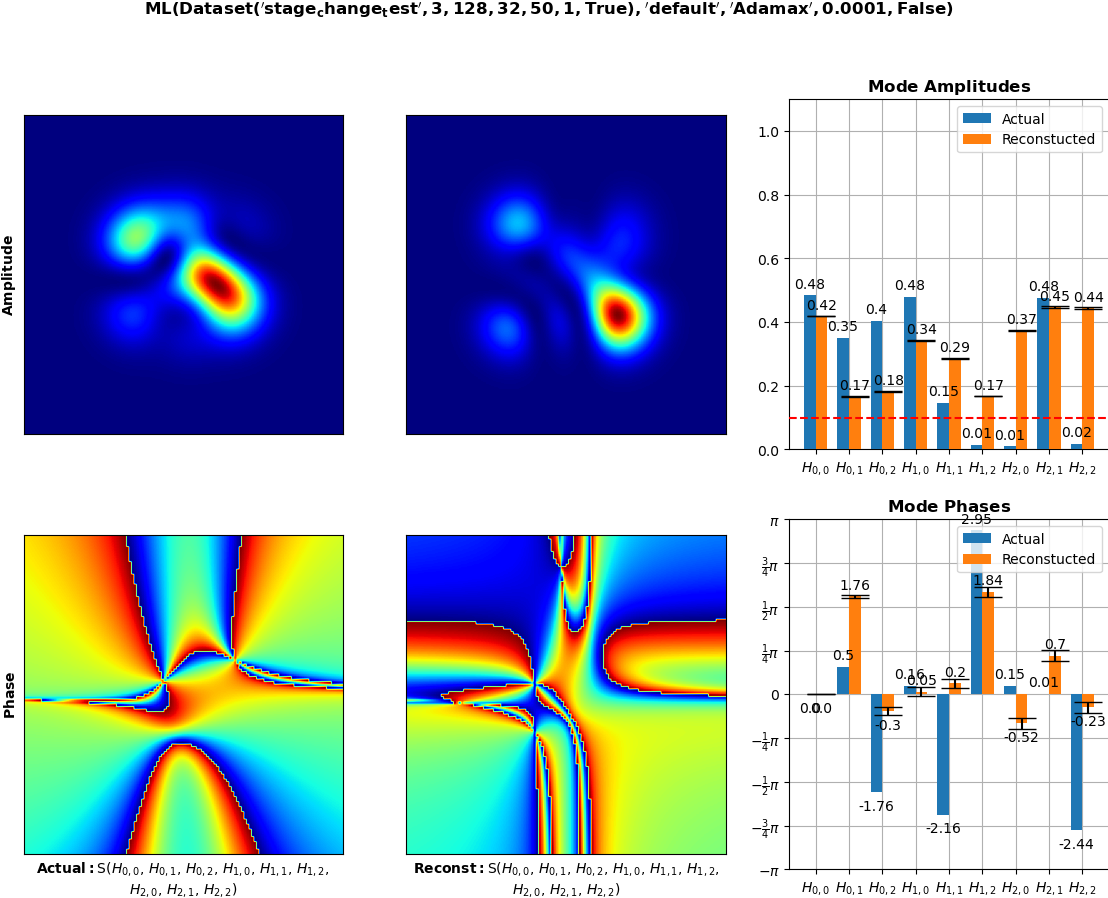 ML(Dataset('stage_change_test', 3, 128, 32, 50, 1, True), 'default', 'Adamax', 0.0001, False)
Amplitude
Mode Amplitudes
Actual
Reconstucted
1.0
0.8
0.6
0.4
0.2
0.0
0.48 0.42 0.35 0.17 0.4 0.18 0.48 0.34 0.15 0.29 0.01 0.17 0.01 0.37 0.48 0.45 0.02 0.44
H0,0 H0,1 H0,2 H1,0 H1,1 H1,2 H2,0 H2,1 H2,2
Phase
Actual: S(H0,0, H0,1, H0,2, H1,0, H1,1, H1,2,
H2,0, H2,1, H2,2)
Reconst: S(H0,0, H0,1, H0,2, H1,0, H1,1, H1,2,
H2,0, H2,1, H2,2)
Mode Phases
Actual
Reconstucted
π
3/4π
1/2π
1/4π
0
−1/4π
−1/2π
−3/4π
−π
0.0 0.0 0.5 1.76 -1.76 -0.3 0.16 0.05 -2.16 0.2 2.95 1.84 0.15 -0.52 0.01 0.7 -2.44 -0.23
H0,0 H0,1 H0,2 H1,0 H1,1 H1,2 H2,0 H2,1 H2,2